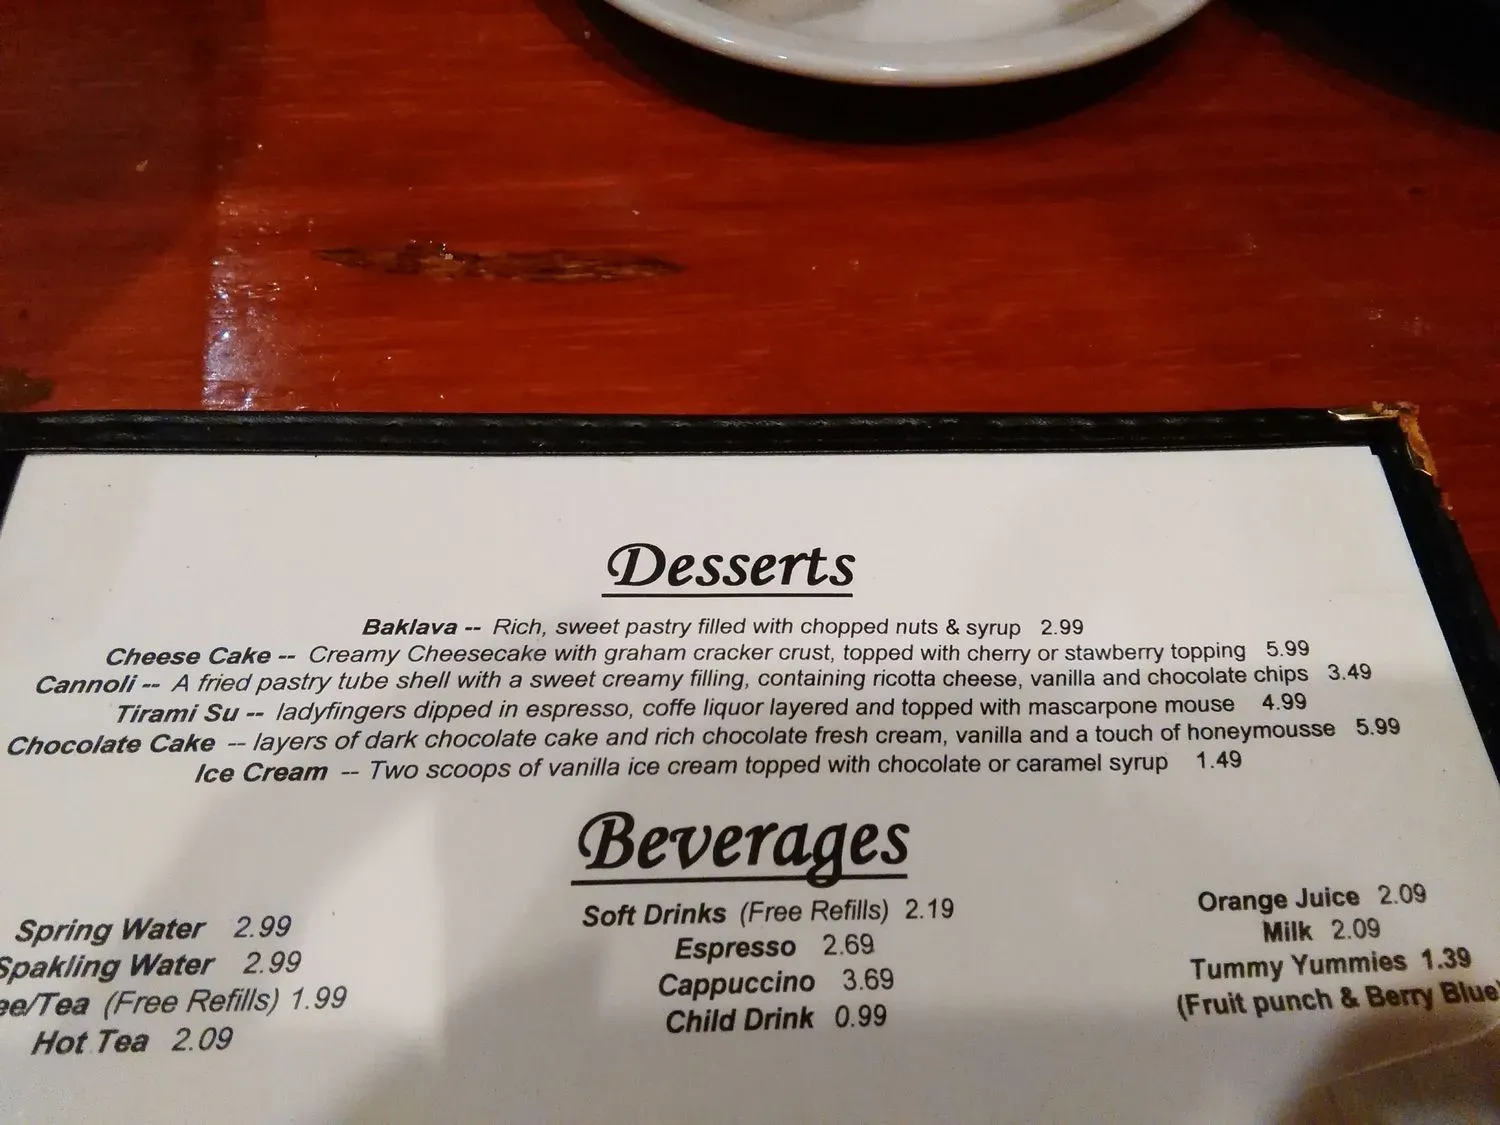 Desserts
Baklava -- Rich, sweet pastry filled with chopped nuts & syrup 2.99
Cheese Cake -- Creamy Cheesecake with graham cracker crust, topped with cherry or stawberry topping 5.99
Cannoli -- A fried pastry tube shell with a sweet creamy filling, containing ricotta cheese, vanilla and chocolate chips 3.49
Tirami Su -- ladyfingers dipped in espresso, coffe liquor layered and topped with mascarpone mouse 4.99
Chocolate Cake -- layers of dark chocolate cake and rich chocolate fresh cream, vanilla and a touch of honeymousse 5.99
Ice Cream -- Two scoops of vanilla ice cream topped with chocolate or caramel syrup 1.49
Beverages
Spring Water 2.99
Spakling Water 2.99
ee/Tea (Free Refills) 1.99
Hot Tea 2.09
Soft Drinks (Free Refills) 2.19
Espresso 2.69
Cappuccino 3.69
Child Drink 0.99
Orange Juice 2.09
Milk 2.09
Tummy Yummies 1.39
(Fruit punch & Berry Blue)